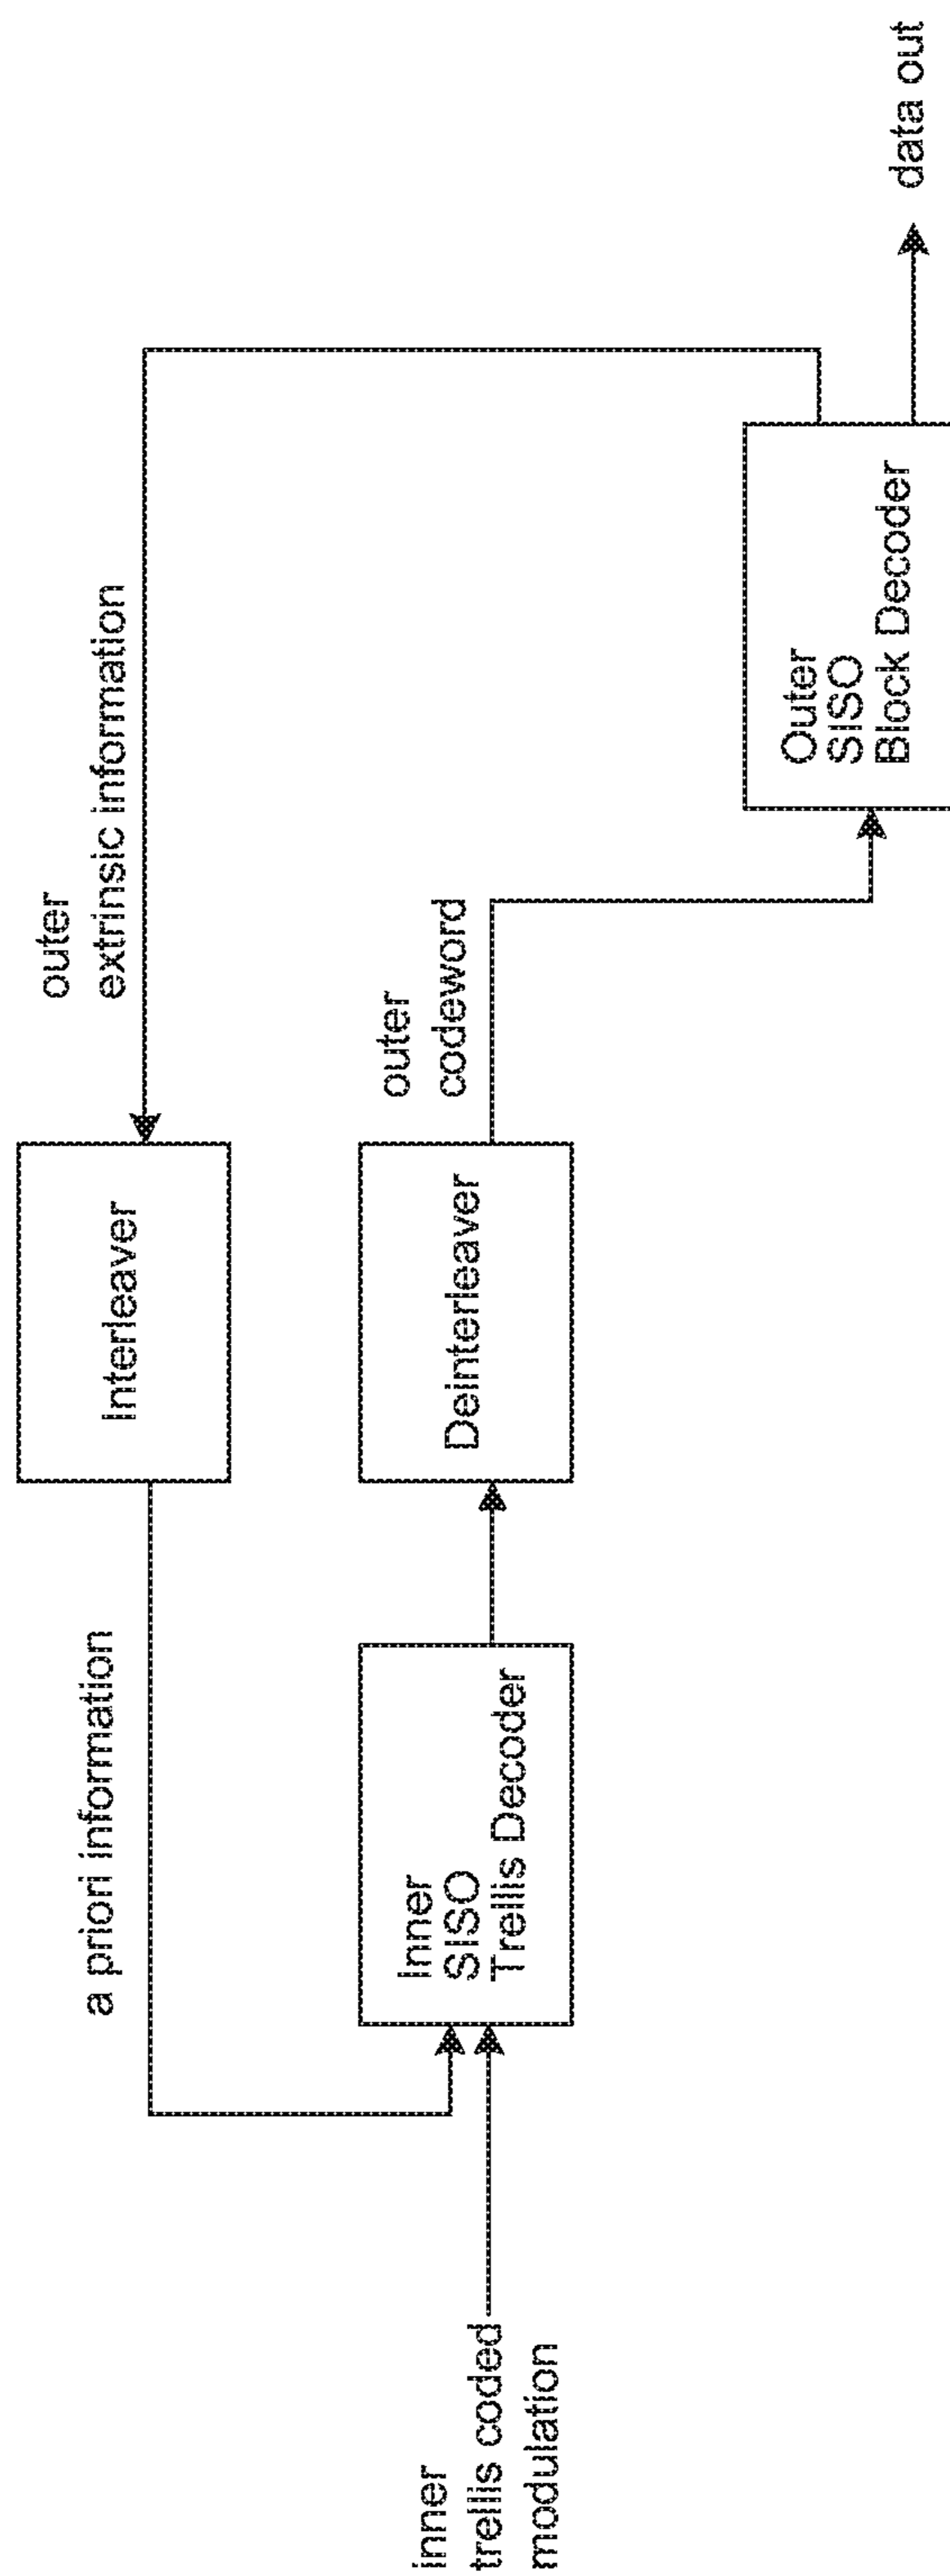 a priori information
Interleaver
outer
extrinsic information
inner
trellis coded
modulation
Inner
SISO
Trellis Decoder
Deinterleaver
outer
codeword
Outer
SISO
Block Decoder
data out